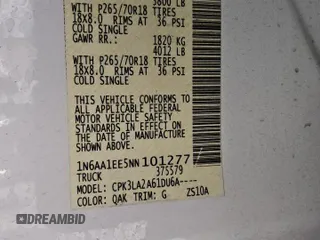 3800 LB
WITH P265/70R18 TIRES
18X8.0 RIMS AT 36 PSI
COLD SINGLE
GAWR RR.: 1820 KG
4012 LB
WITH P265/70R18 TIRES
18X8.0 RIMS AT 36 PSI
COLD SINGLE
THIS VEHICLE CONFORMS TO
ALL APPLICABLE FEDERAL
MOTOR VEHICLE SAFETY
STANDARDS IN EFFECT ON
THE DATE OF MANUFACTURE
SHOWN ABOVE
1N6AA1EE5NN101277
TRUCK 375579
MODEL: CPK3LA2A61DU6A----
COLOR: QAK TRIM: G ZS10A
© DREAMBID
dreambid.com